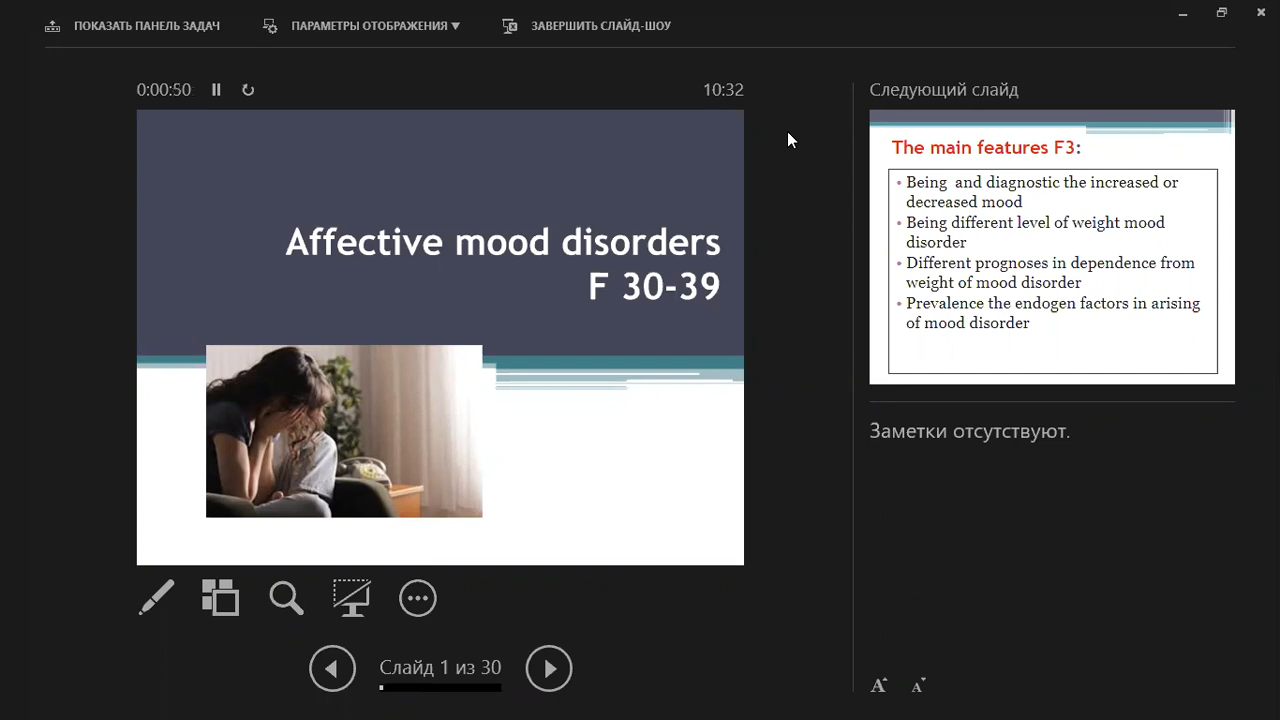 ПОКАЗАТЬ ПАНЕЛЬ ЗАДАЧ
ПАРАМЕТРЫ ОТОБРАЖЕНИЯ ▼
ЗАВЕРШИТЬ СЛАЙД-ШОУ
0:00:50
10:32
Affective mood disorders
F 30-39
Слайд 1 из 30
Следующий слайд
The main features F3:
• Being and diagnostic the increased or
decreased mood
• Being different level of weight mood
disorder
• Different prognoses in dependence from
weight of mood disorder
• Prevalence the endogen factors in arising
of mood disorder
Заметки отсутствуют.
A A